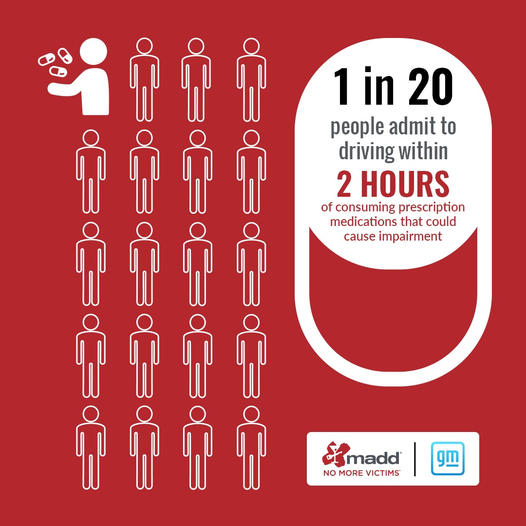 1 in 20
people admit to
driving within
2 HOURS
of consuming prescription
medications that could
cause impairment
madd
NO MORE VICTIMS
gm